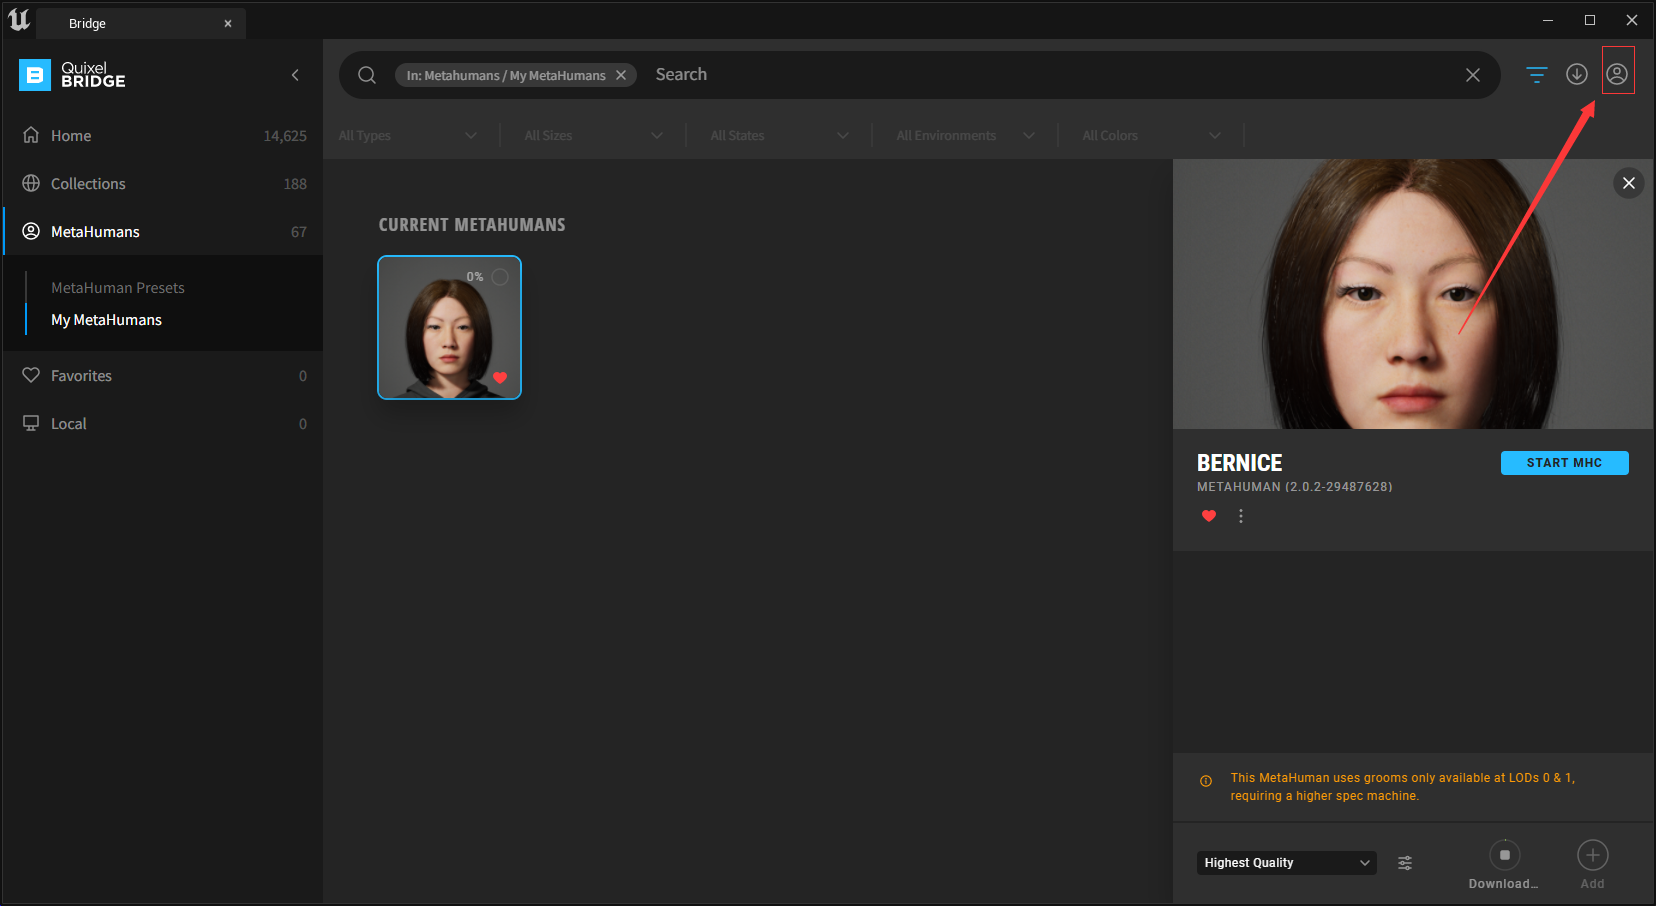 Bridge
Quixel
BRIDGE
In: Metahumans / My MetaHumans
Search
Home 14,625
Collections 188
MetaHumans 67
MetaHuman Presets
My MetaHumans
Favorites 0
Local 0
All Types
All Sizes
All States
All Environments
All Colors
CURRENT METAHUMANS
0%
BERNICE
START MHC
METAHUMAN (2.0.2-29487628)
This MetaHuman uses grooms only available at LODs 0 & 1,
requiring a higher spec machine.
Highest Quality
Download...
Add